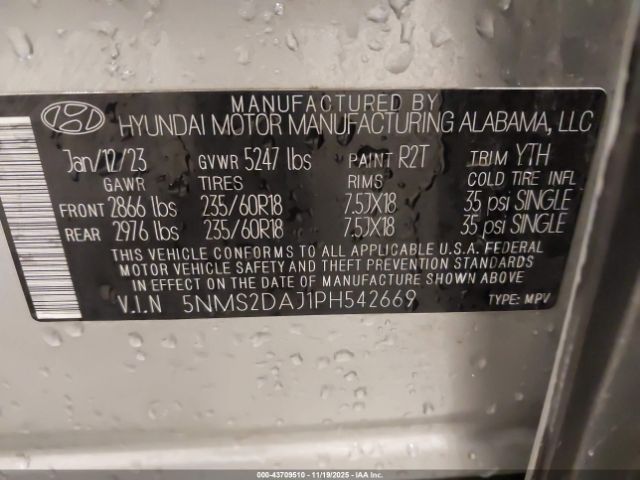 MANUFACTURED BY
HYUNDAI MOTOR MANUFACTURING ALABAMA, LLC
Jan/12/23 GVWR 5247 lbs PAINT R2T TRIM YTH
GAWR TIRES RIMS COLD TIRE INFL
FRONT 2866 lbs 235/60R18 7.5JX18 35 psi SINGLE
REAR 2976 lbs 235/60R18 7.5JX18 35 psi SINGLE
THIS VEHICLE CONFORMS TO ALL APPLICABLE U.S.A. FEDERAL
MOTOR VEHICLE SAFETY AND THEFT PREVENTION STANDARDS
IN EFFECT ON THE DATE OF MANUFACTURE SHOWN ABOVE.
V.I.N 5NMS2DAJ1PH542669 TYPE: MPV
000-43709510 - 11/19/2025 - IAA Inc.